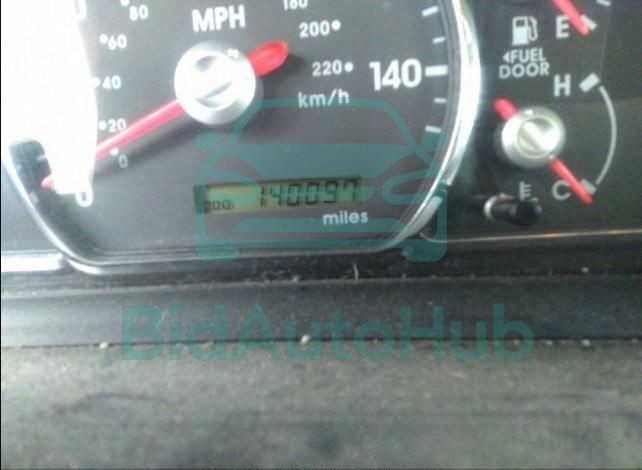 MPH
80
60
40
20
0
0
160
200
220
km/h
140
140097
miles
E
◄FUEL
DOOR
H
C
E
BidAutoHub